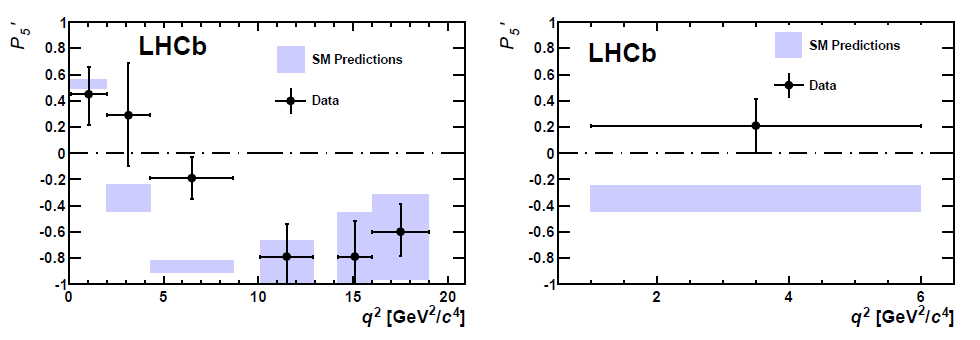 P5′
LHCb
SM Predictions
Data
1
0.8
0.6
0.4
0.2
0
-0.2
-0.4
-0.6
-0.8
-1
0 5 10 15 20
q² [GeV²/c⁴]
P5′
LHCb
SM Predictions
Data
1
0.8
0.6
0.4
0.2
0
-0.2
-0.4
-0.6
-0.8
-1
2 4 6
q² [GeV²/c⁴]